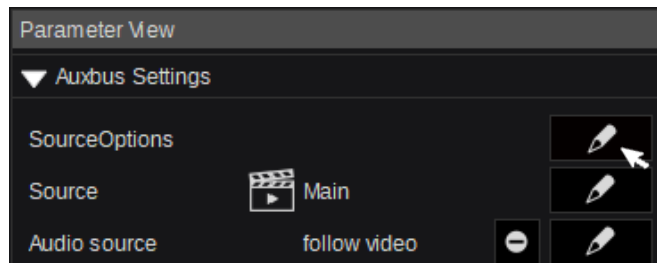 Parameter View
Auxbus Settings
SourceOptions
Source Main
Audio source follow video